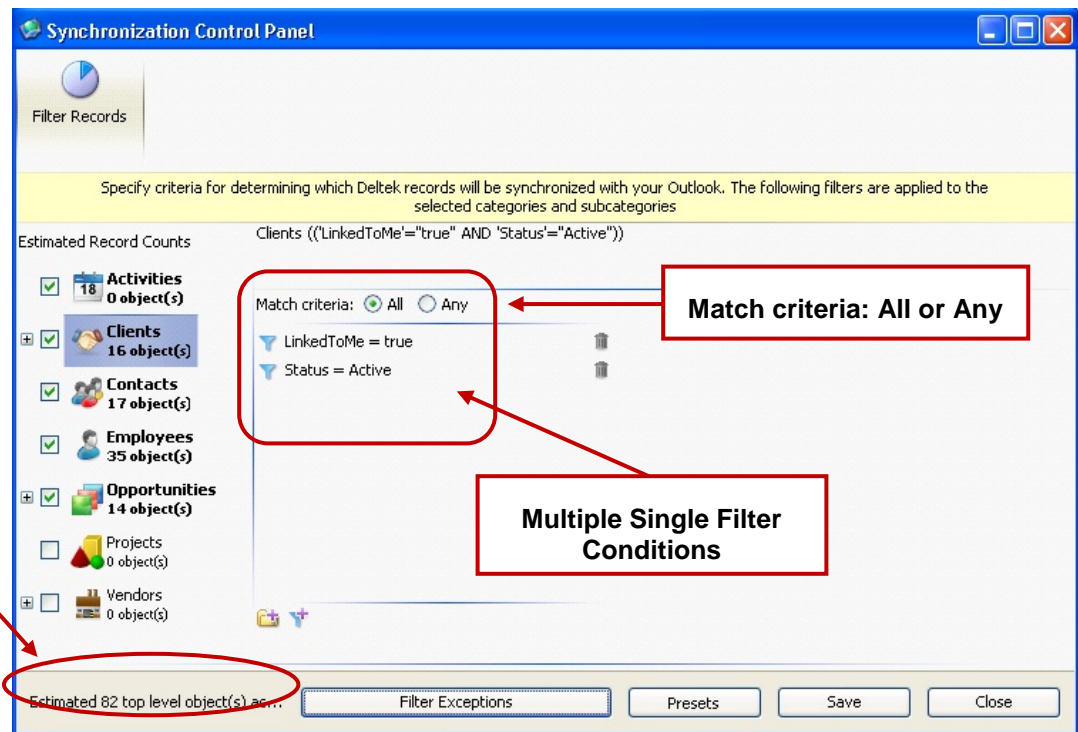 Synchronization Control Panel
Filter Records
Specify criteria for determining which Deltek records will be synchronized with your Outlook. The following filters are applied to the
selected categories and subcategories
Estimated Record Counts
Clients (('LinkedToMe'="true" AND 'Status'="Active"))
18
Activities
0 object(s)
Clients
16 object(s)
Contacts
17 object(s)
Employees
35 object(s)
Opportunities
14 object(s)
Projects
0 object(s)
Vendors
0 object(s)
Match criteria: All Any
LinkedToMe = true
Status = Active
Match criteria: All or Any
Multiple Single Filter
Conditions
Estimated 82 top level object(s) ac...
Filter Exceptions
Presets
Save
Close